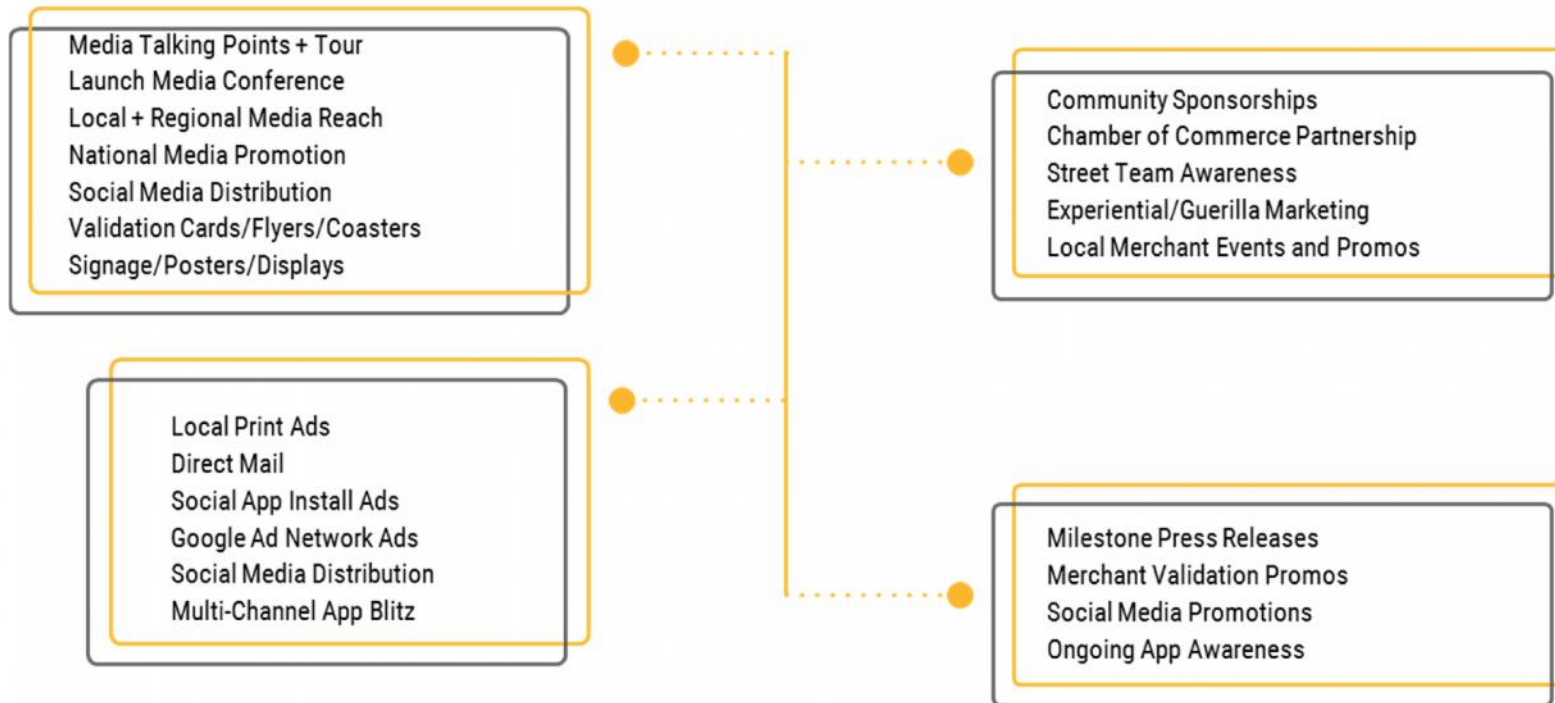 Media Talking Points + Tour
Launch Media Conference
Local + Regional Media Reach
National Media Promotion
Social Media Distribution
Validation Cards/Flyers/Coasters
Signage/Posters/Displays
Community Sponsorships
Chamber of Commerce Partnership
Street Team Awareness
Experiential/Guerilla Marketing
Local Merchant Events and Promos
Local Print Ads
Direct Mail
Social App Install Ads
Google Ad Network Ads
Social Media Distribution
Multi-Channel App Blitz
Milestone Press Releases
Merchant Validation Promos
Social Media Promotions
Ongoing App Awareness